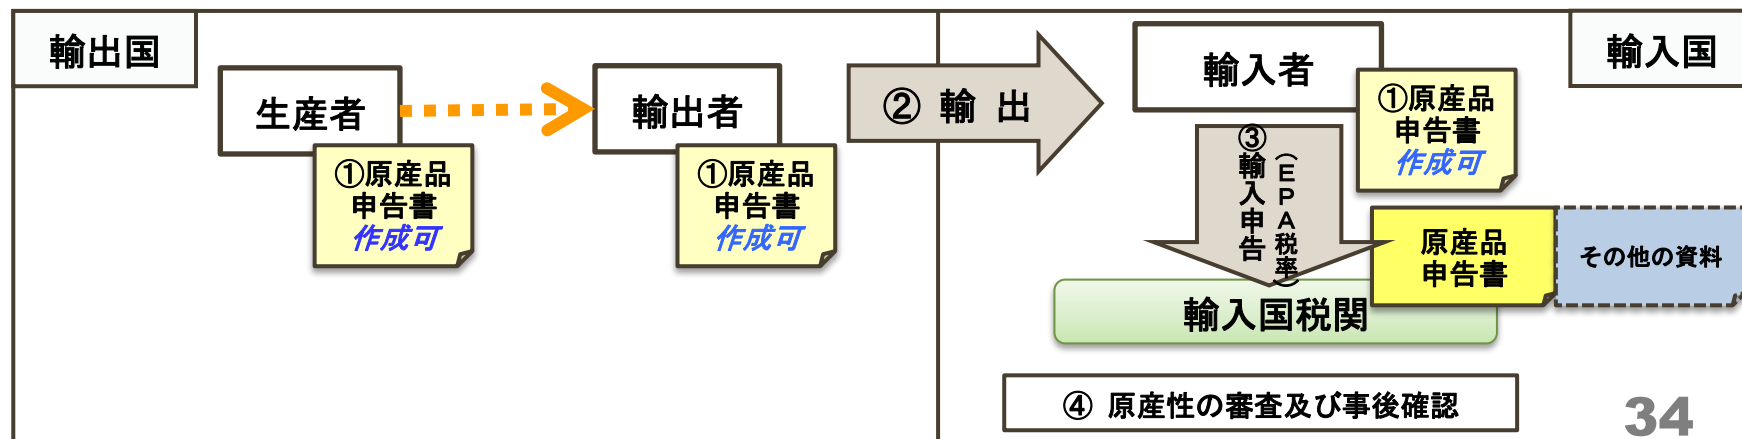 輸出国
生産者
①原産品
申告書
作成可
輸出者
①原産品
申告書
作成可
② 輸 出
輸入国
輸入者
①原産品
申告書
作成可
③輸入申告
（ＥＰＡ税率）
原産品
申告書
その他の資料
輸入国税関
④ 原産性の審査及び事後確認
34